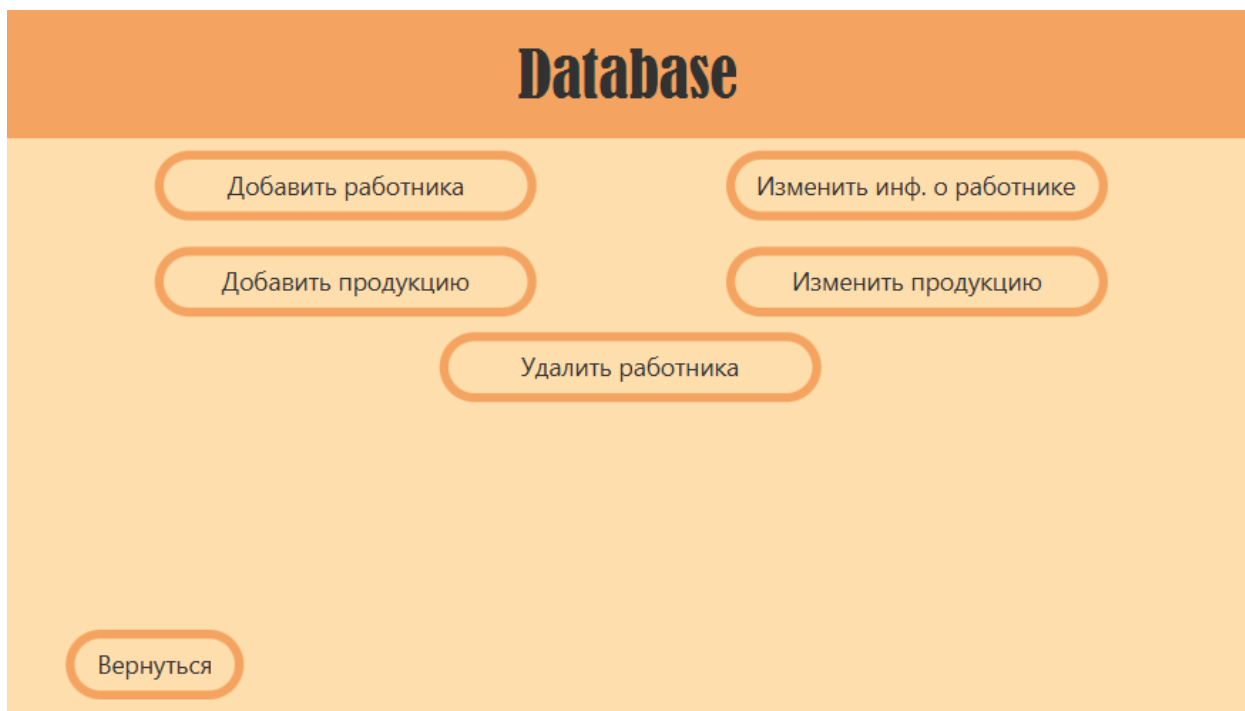 Database
Добавить работника
Изменить инф. о работнике
Добавить продукцию
Изменить продукцию
Удалить работника
Вернуться